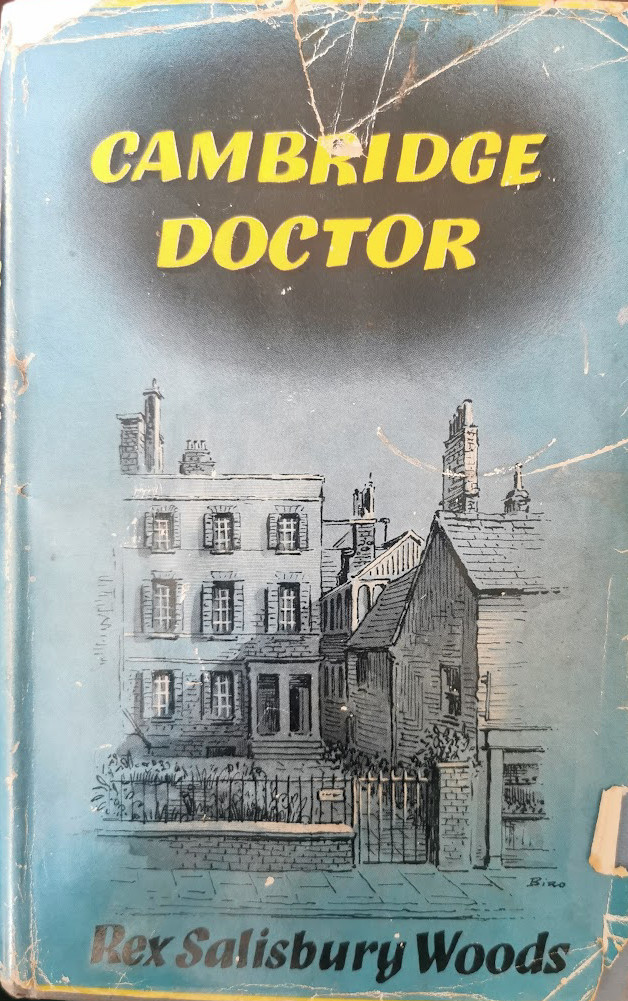 CAMBRIDGE
DOCTOR
BIRO
Rex Salisbury Woods